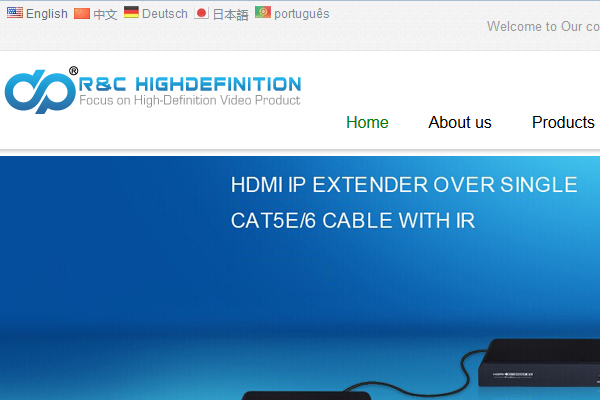 English 中文 Deutsch 日本語 português
Welcome to Our co
R&C HIGHDEFINITION
Focus on High-Definition Video Product
Home About us Products
HDMI IP EXTENDER OVER SINGLE
CAT5E/6 CABLE WITH IR